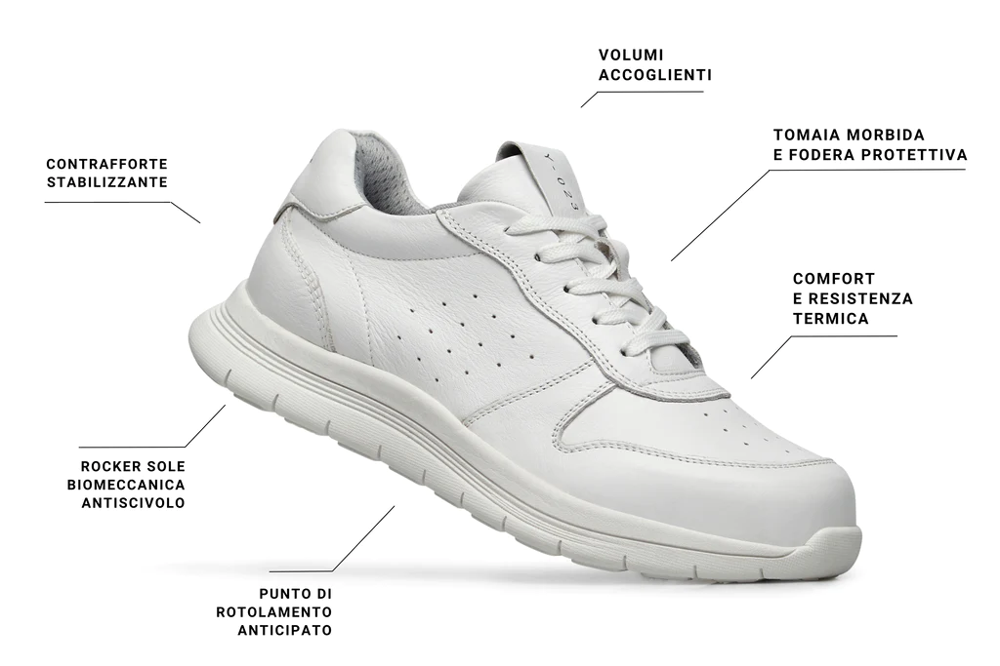 VOLUMI
ACCOGLIENTI
TOMAIA MORBIDA
E FODERA PROTETTIVA
CONTRAFFORTE
STABILIZZANTE
Y-023
COMFORT
E RESISTENZA
TERMICA
ROCKER SOLE
BIOMECCANICA
ANTISCIVOLO
PUNTO DI
ROTOLAMENTO
ANTICIPATO